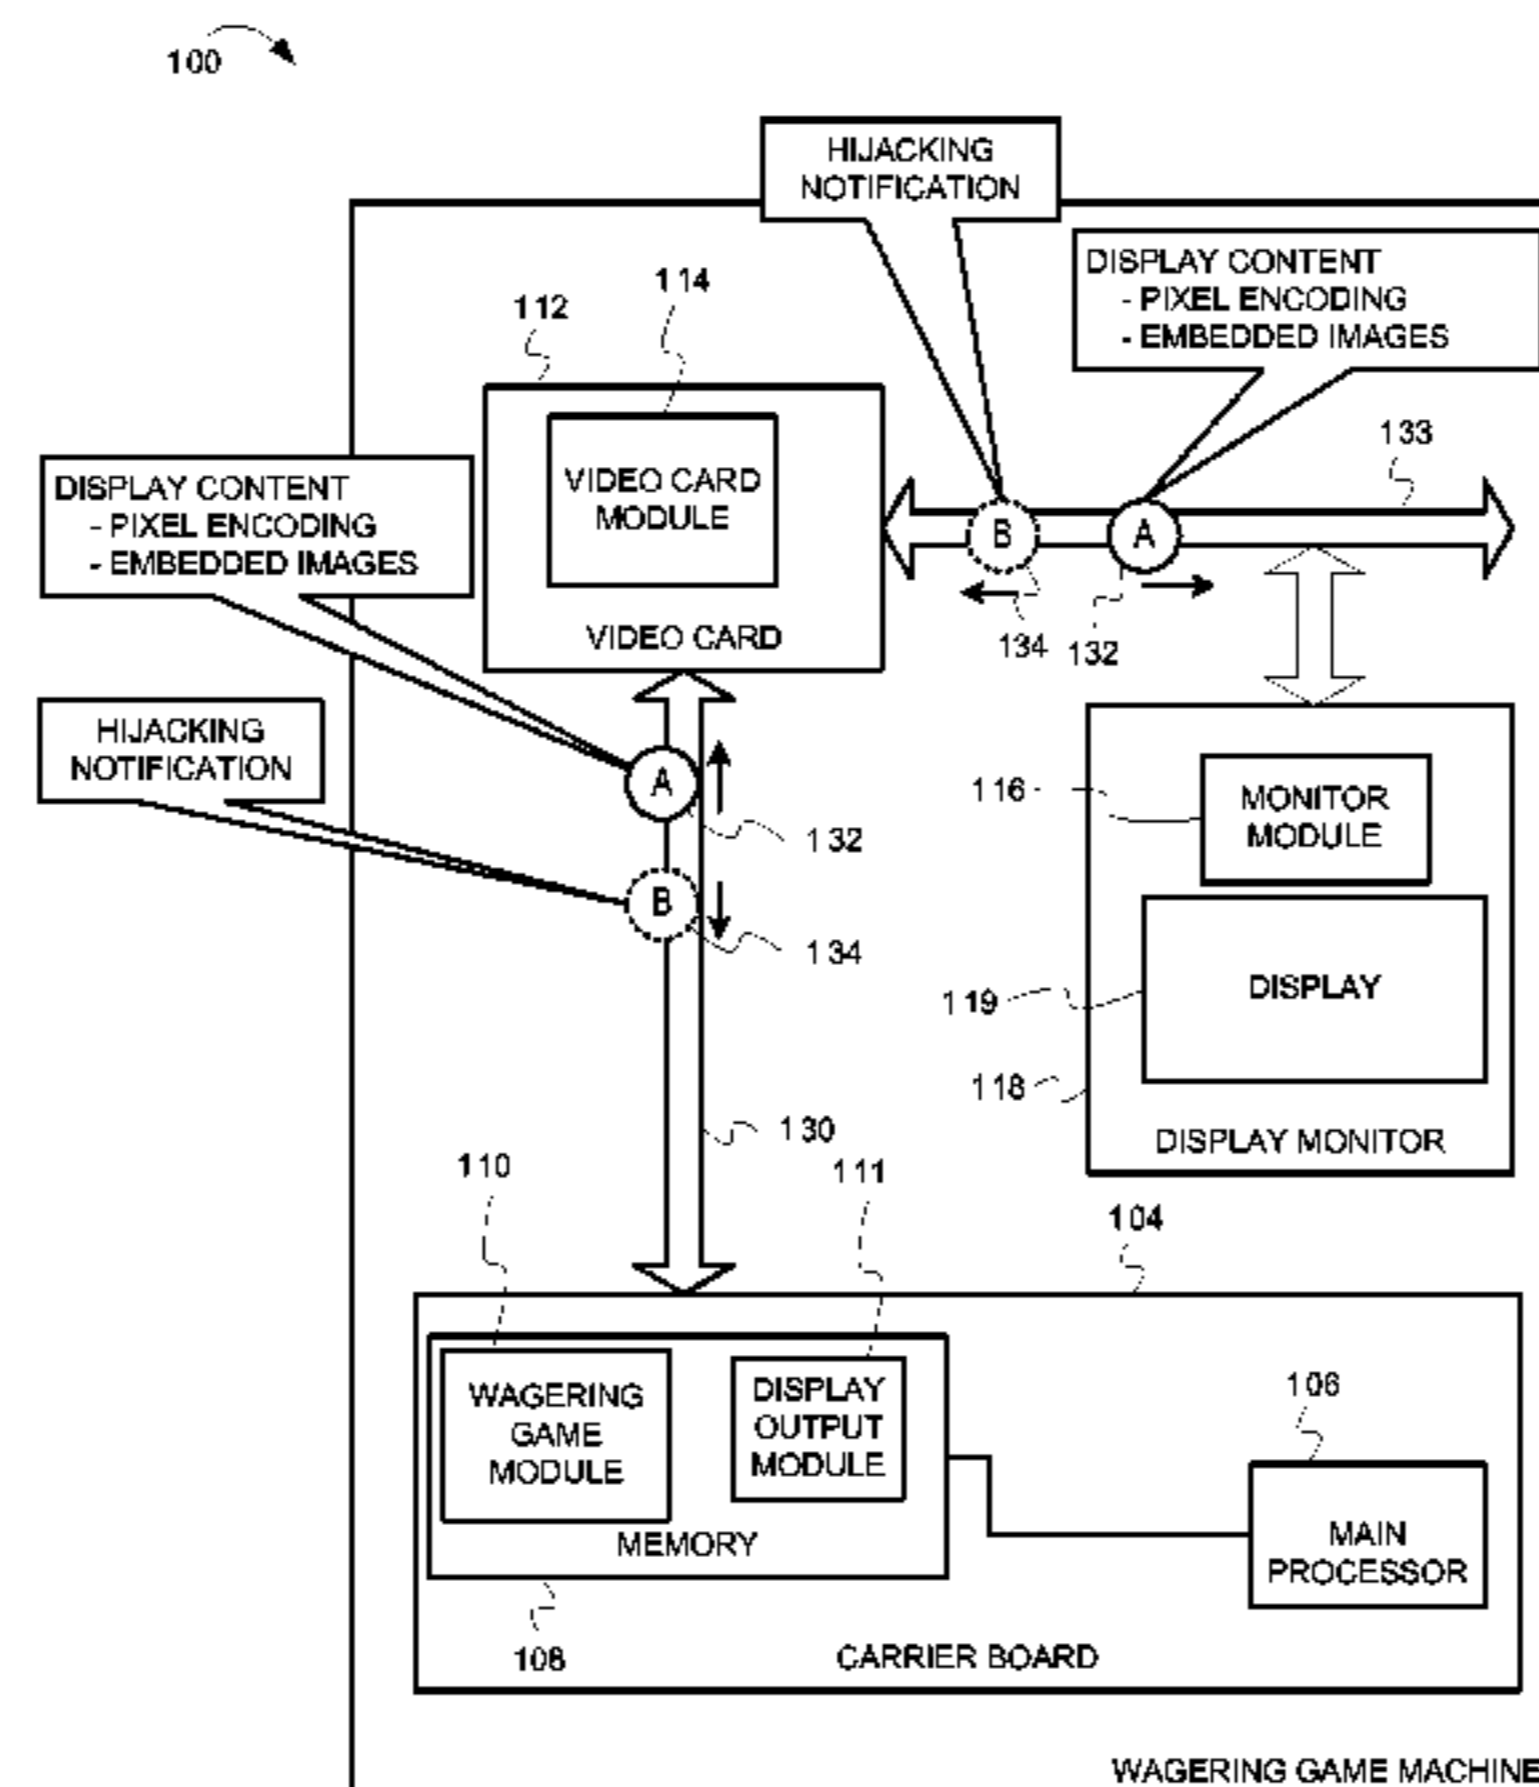 100
HIJACKING
NOTIFICATION
DISPLAY CONTENT
- PIXEL ENCODING
- EMBEDDED IMAGES
114
112
133
DISPLAY CONTENT
- PIXEL ENCODING
- EMBEDDED IMAGES
VIDEO CARD
MODULE
VIDEO CARD
B
A
134
132
HIJACKING
NOTIFICATION
A
132
B
134
116
MONITOR
MODULE
119
DISPLAY
118
DISPLAY MONITOR
130
110
111
104
WAGERING
GAME
MODULE
DISPLAY
OUTPUT
MODULE
MEMORY
106
MAIN
PROCESSOR
108
CARRIER BOARD
WAGERING GAME MACHINE